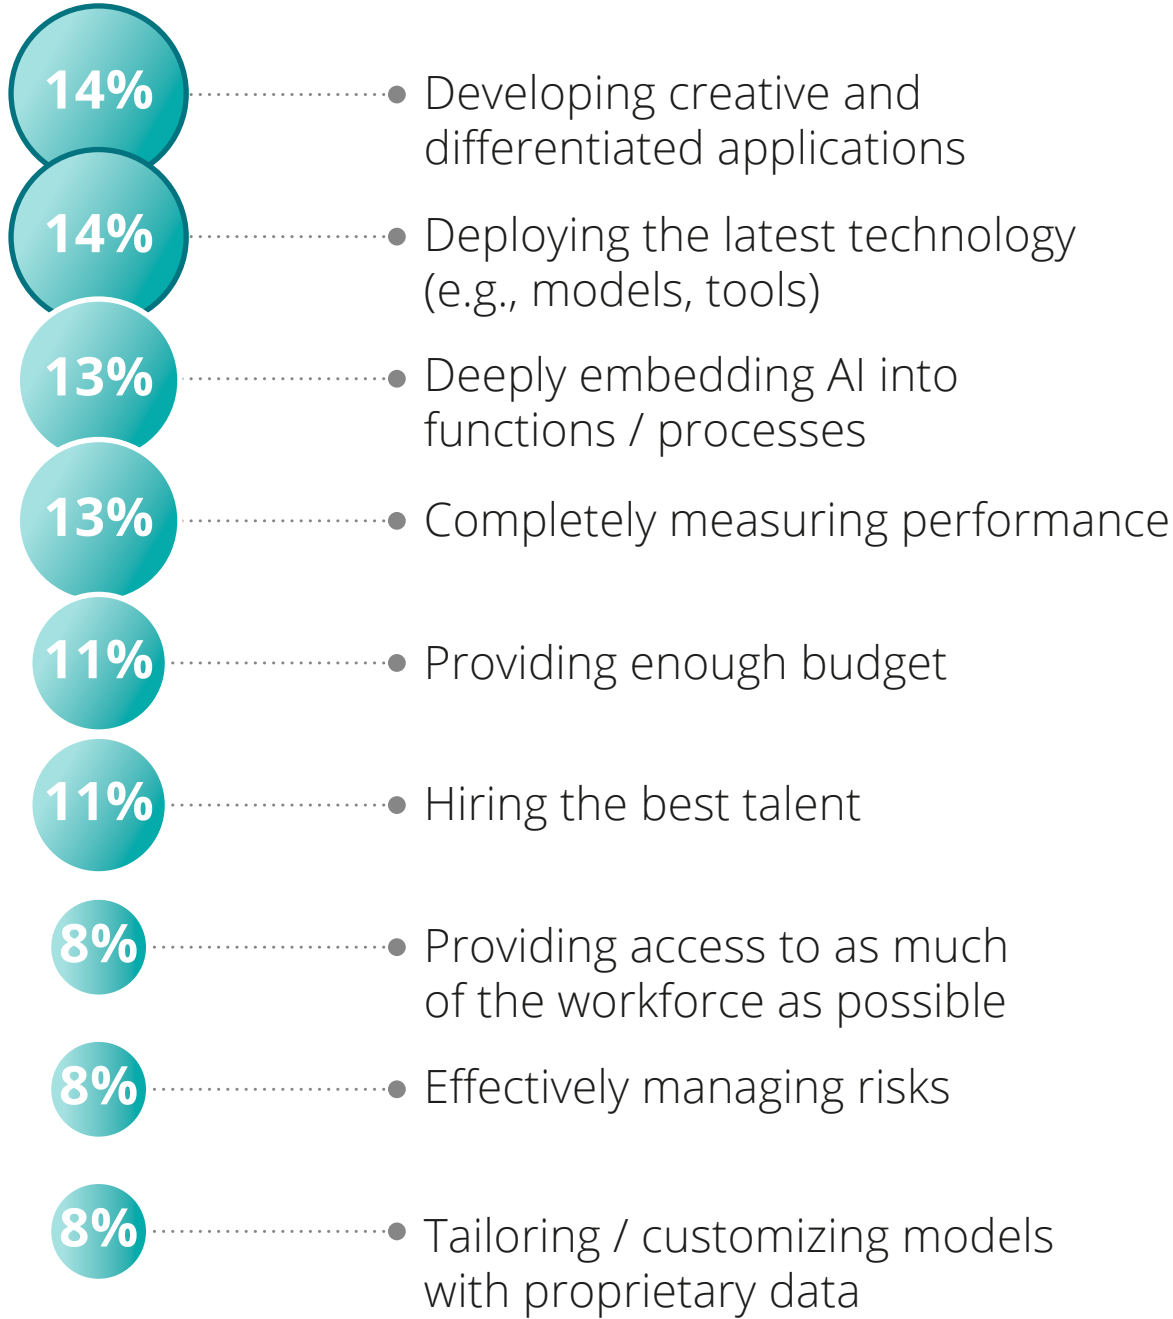 14%
Developing creative and
differentiated applications
14%
Deploying the latest technology
(e.g., models, tools)
13%
Deeply embedding AI into
functions / processes
13%
Completely measuring performance
11%
Providing enough budget
11%
Hiring the best talent
8%
Providing access to as much
of the workforce as possible
8%
Effectively managing risks
8%
Tailoring / customizing models
with proprietary data